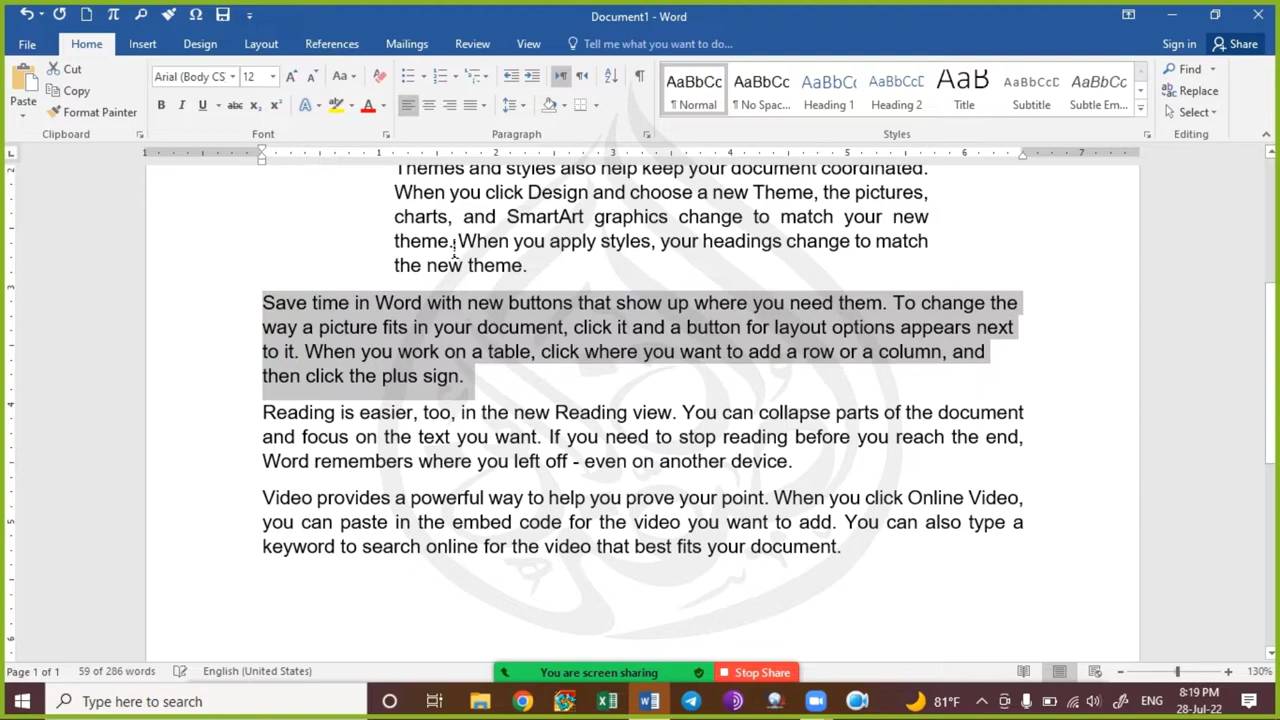 Document1 - Word
File Home Insert Design Layout References Mailings Review View Tell me what you want to do... Sign in Share
Paste
Cut
Copy
Format Painter
Clipboard
Arial (Body CS 12
Font
Paragraph
AaBbCc AaBbCc AaBbCc AaBbCcD AaB AaBbCcD AaBbCc
¶ Normal ¶ No Spac... Heading Heading 2 Title Subtitle Subtle Em...
Styles
Find
Replace
Select
Editing
1 1 2 3 4 5 6 7
Themes and styles also help keep your document coordinated.
When you click Design and choose a new Theme, the pictures,
charts, and SmartArt graphics change to match your new
theme. When you apply styles, your headings change to match
the new theme.
Save time in Word with new buttons that show up where you need them. To change the
way a picture fits in your document, click it and a button for layout options appears next
to it. When you work on a table, click where you want to add a row or a column, and
then click the plus sign.
Reading is easier, too, in the new Reading view. You can collapse parts of the document
and focus on the text you want. If you need to stop reading before you reach the end,
Word remembers where you left off - even on another device.
Video provides a powerful way to help you prove your point. When you click Online Video,
you can paste in the embed code for the video you want to add. You can also type a
keyword to search online for the video that best fits your document.
Page 1 of 1 59 of 286 words English (United States) 130%
You are screen sharing Stop Share
Type here to search
81°F
ENG
8:19 PM
28-Jul-22